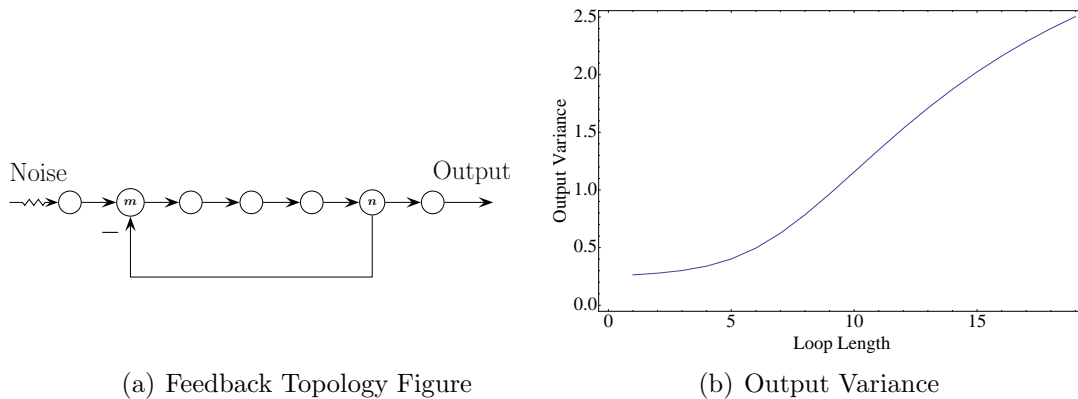 Noise
Output
m
n
−
(a) Feedback Topology Figure
Output Variance
2.5
2.0
1.5
1.0
0.5
0.0
0 5 10 15
Loop Length
(b) Output Variance